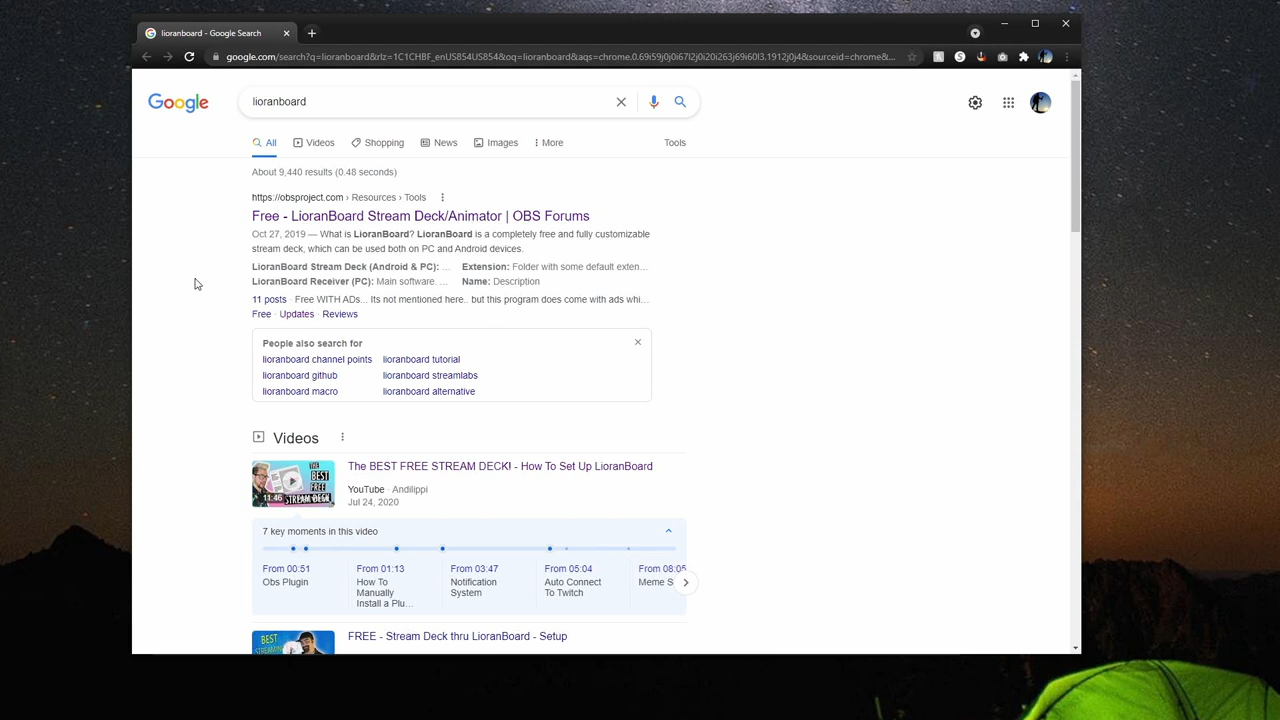 lioranboard - Google Search
google.com/search?q=lioranboard&rlz=1C1CHBF_enUS854US854&oq=lioranboard&aqs=chrome.0.69i59j0j0i67l2j0i20i263j69i60l3.1912j0j4&sourceid=chrome&...
Google
lioranboard
All Videos Shopping News Images More Tools
About 9,440 results (0.48 seconds)
https://obsproject.com › Resources › Tools
Free - LioranBoard Stream Deck/Animator | OBS Forums
Oct 27, 2019 — What is LioranBoard? LioranBoard is a completely free and fully customizable
stream deck, which can be used both on PC and Android devices.
LioranBoard Stream Deck (Android & PC): ... Extension: Folder with some default exten...
LioranBoard Receiver (PC): Main software. ... Name: Description
11 posts · Free WITH ADs... Its not mentioned here.. but this program does come with ads whi...
Free · Updates · Reviews
People also search for
lioranboard channel points lioranboard tutorial
lioranboard github lioranboard streamlabs
lioranboard macro lioranboard alternative
Videos
THE
BEST
FREE
STREAM DECK
11:46
The BEST FREE STREAM DECK! - How To Set Up LioranBoard
YouTube · Andilippi
Jul 24, 2020
7 key moments in this video
From 00:51 From 01:13 From 03:47 From 05:04 From 08:05
Obs Plugin How To Notification Auto Connect Meme S
Manually System To Twitch
Install a Plu...
BEST
FREE - Stream Deck thru LioranBoard - Setup